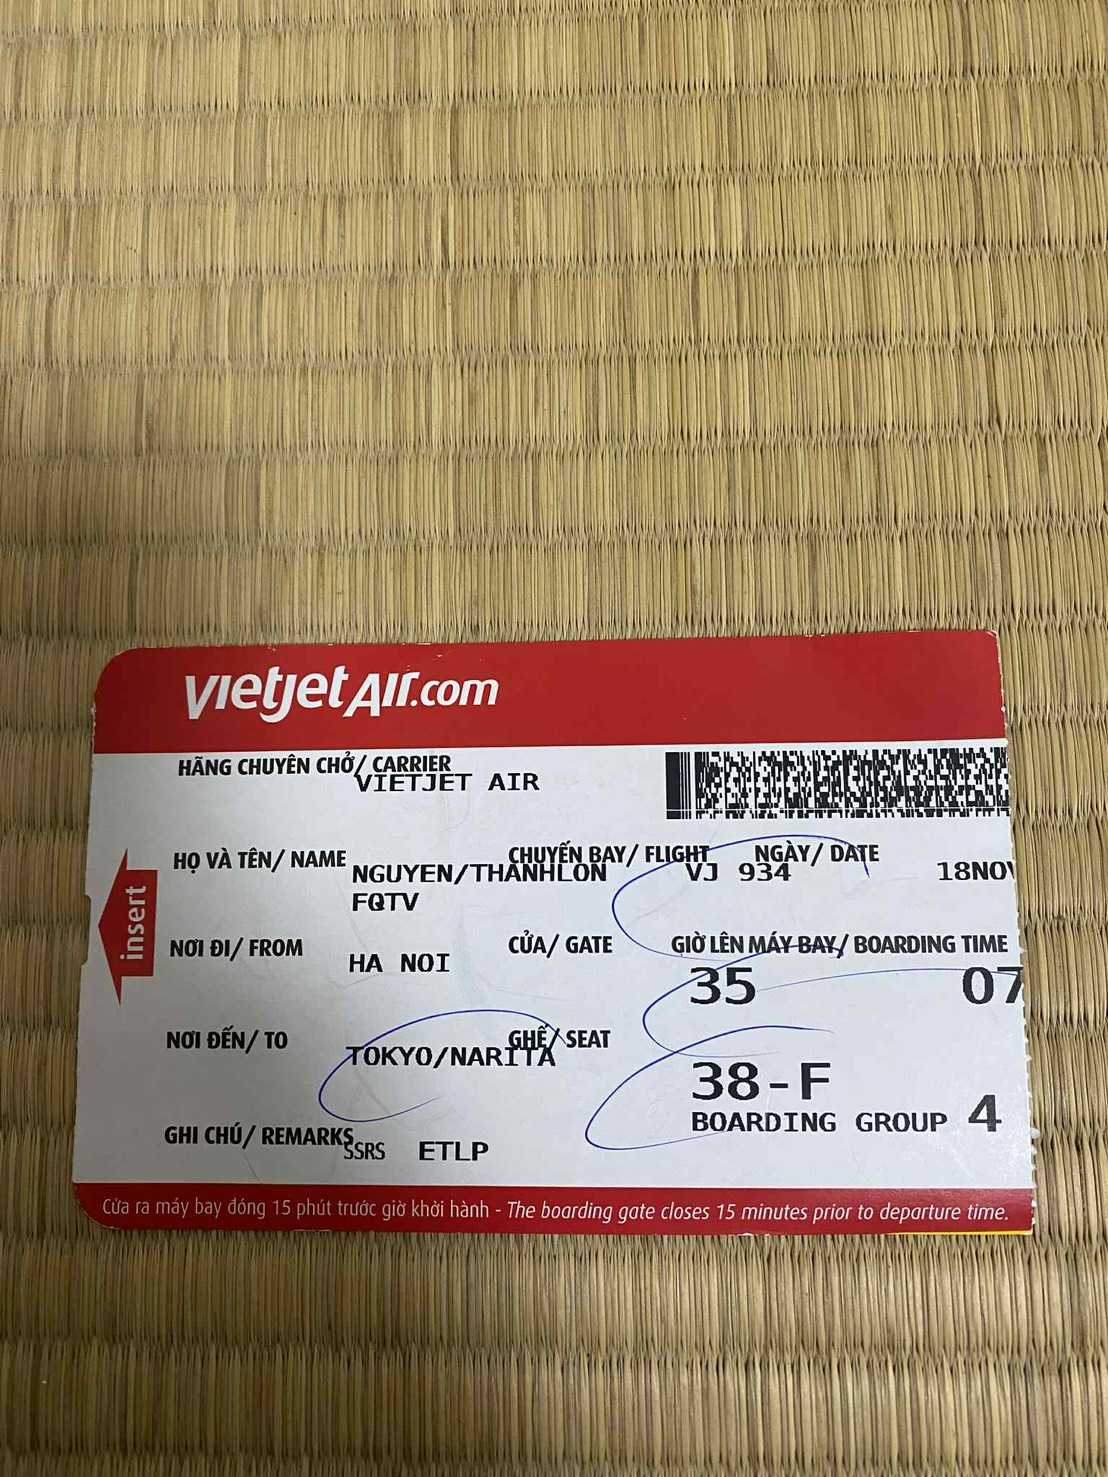 vietjetAir.com
HÃNG CHUYÊN CHỞ/ CARRIER
VIETJET AIR
HỌ VÀ TÊN/ NAME
NGUYEN/THANHLON
CHUYẾN BAY/ FLIGHT
VJ 934
NGÀY/ DATE
18NOV
FQTV
insert
NƠI ĐI/ FROM
HA NOI
CỬA/ GATE
35
GIỜ LÊN MÁY BAY/ BOARDING TIME
07
NƠI ĐẾN/ TO
TOKYO/NARITA
GHẾ/ SEAT
38-F
BOARDING GROUP 4
GHI CHÚ/ REMARKS
SSRS ETLP
Cửa ra máy bay đóng 15 phút trước giờ khởi hành - The boarding gate closes 15 minutes prior to departure time.